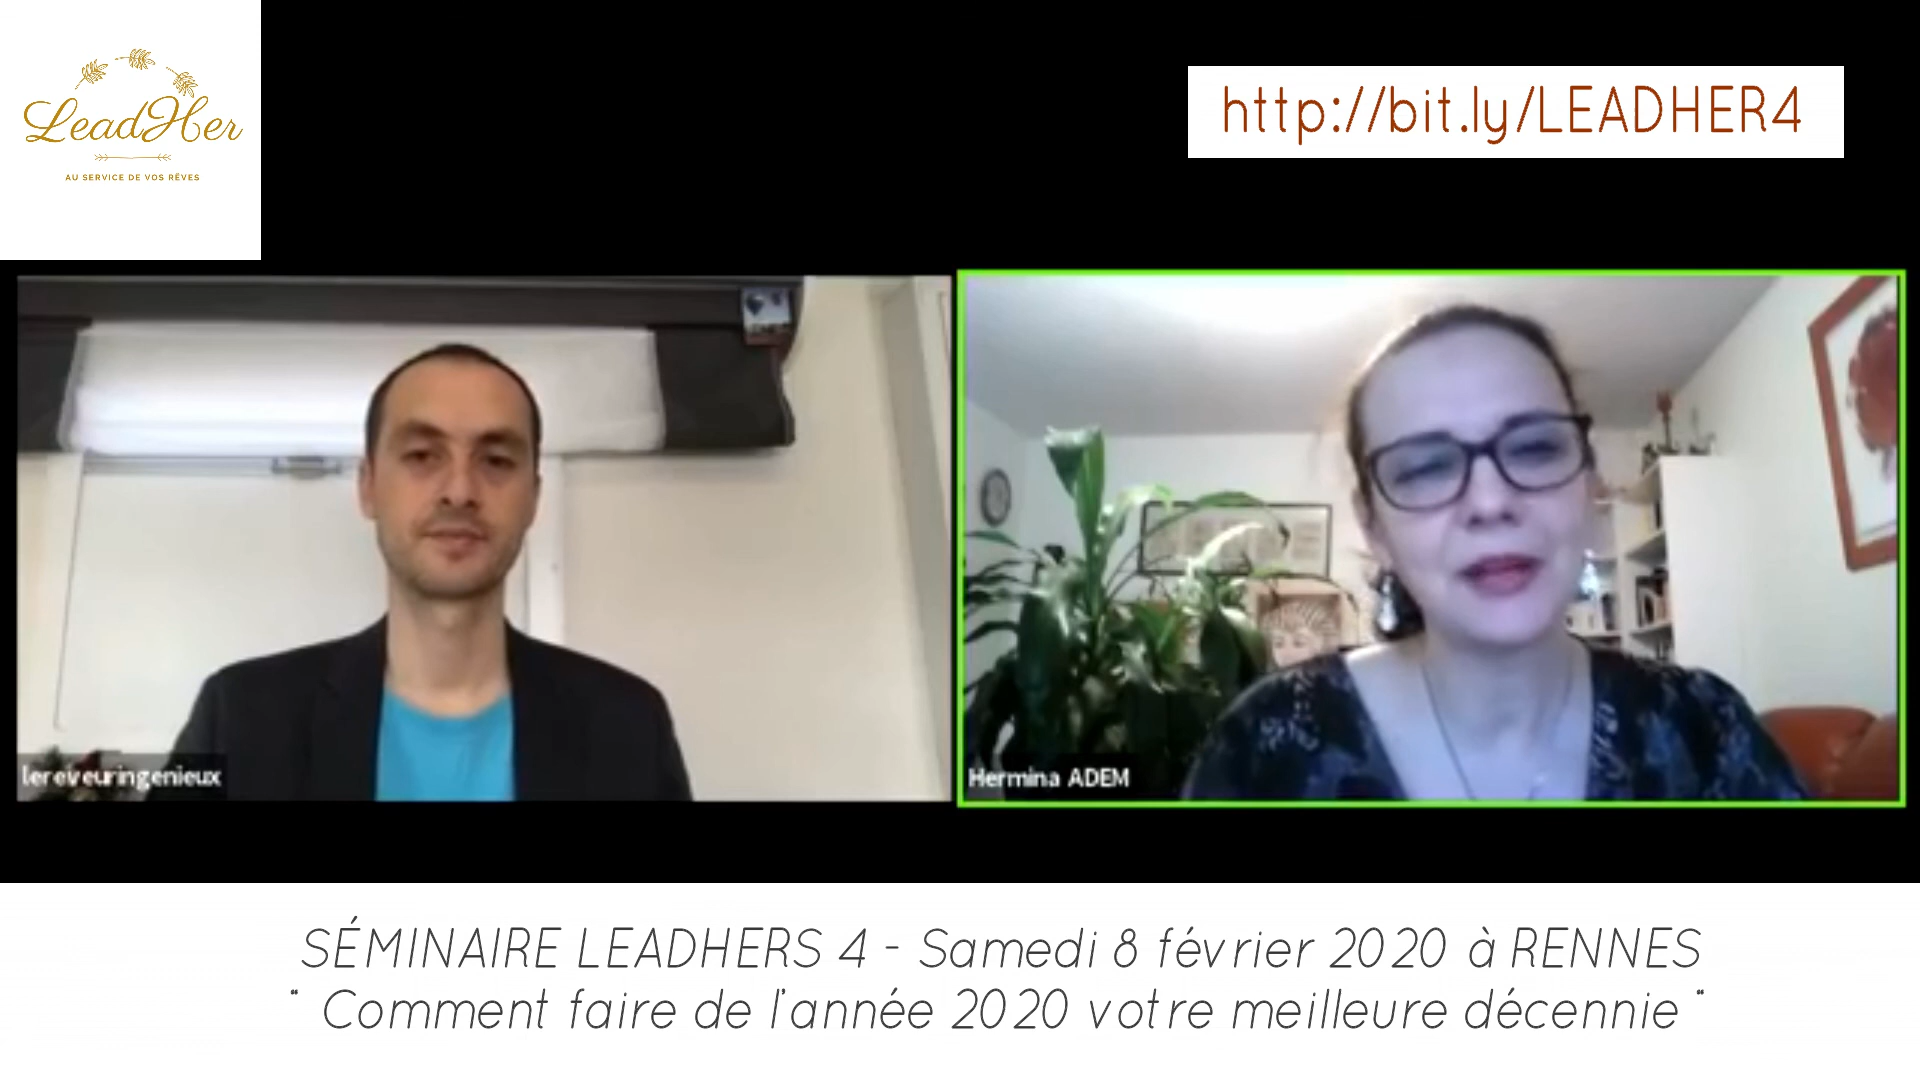 LeadHer
AU SERVICE DE VOS RÊVES
http://bit.ly/LEADHER4
lereveuringenieux
Hermina ADEM
SÉMINAIRE LEADHERS 4 - Samedi 8 février 2020 à RENNES
“ Comment faire de l'année 2020 votre meilleure décennie “